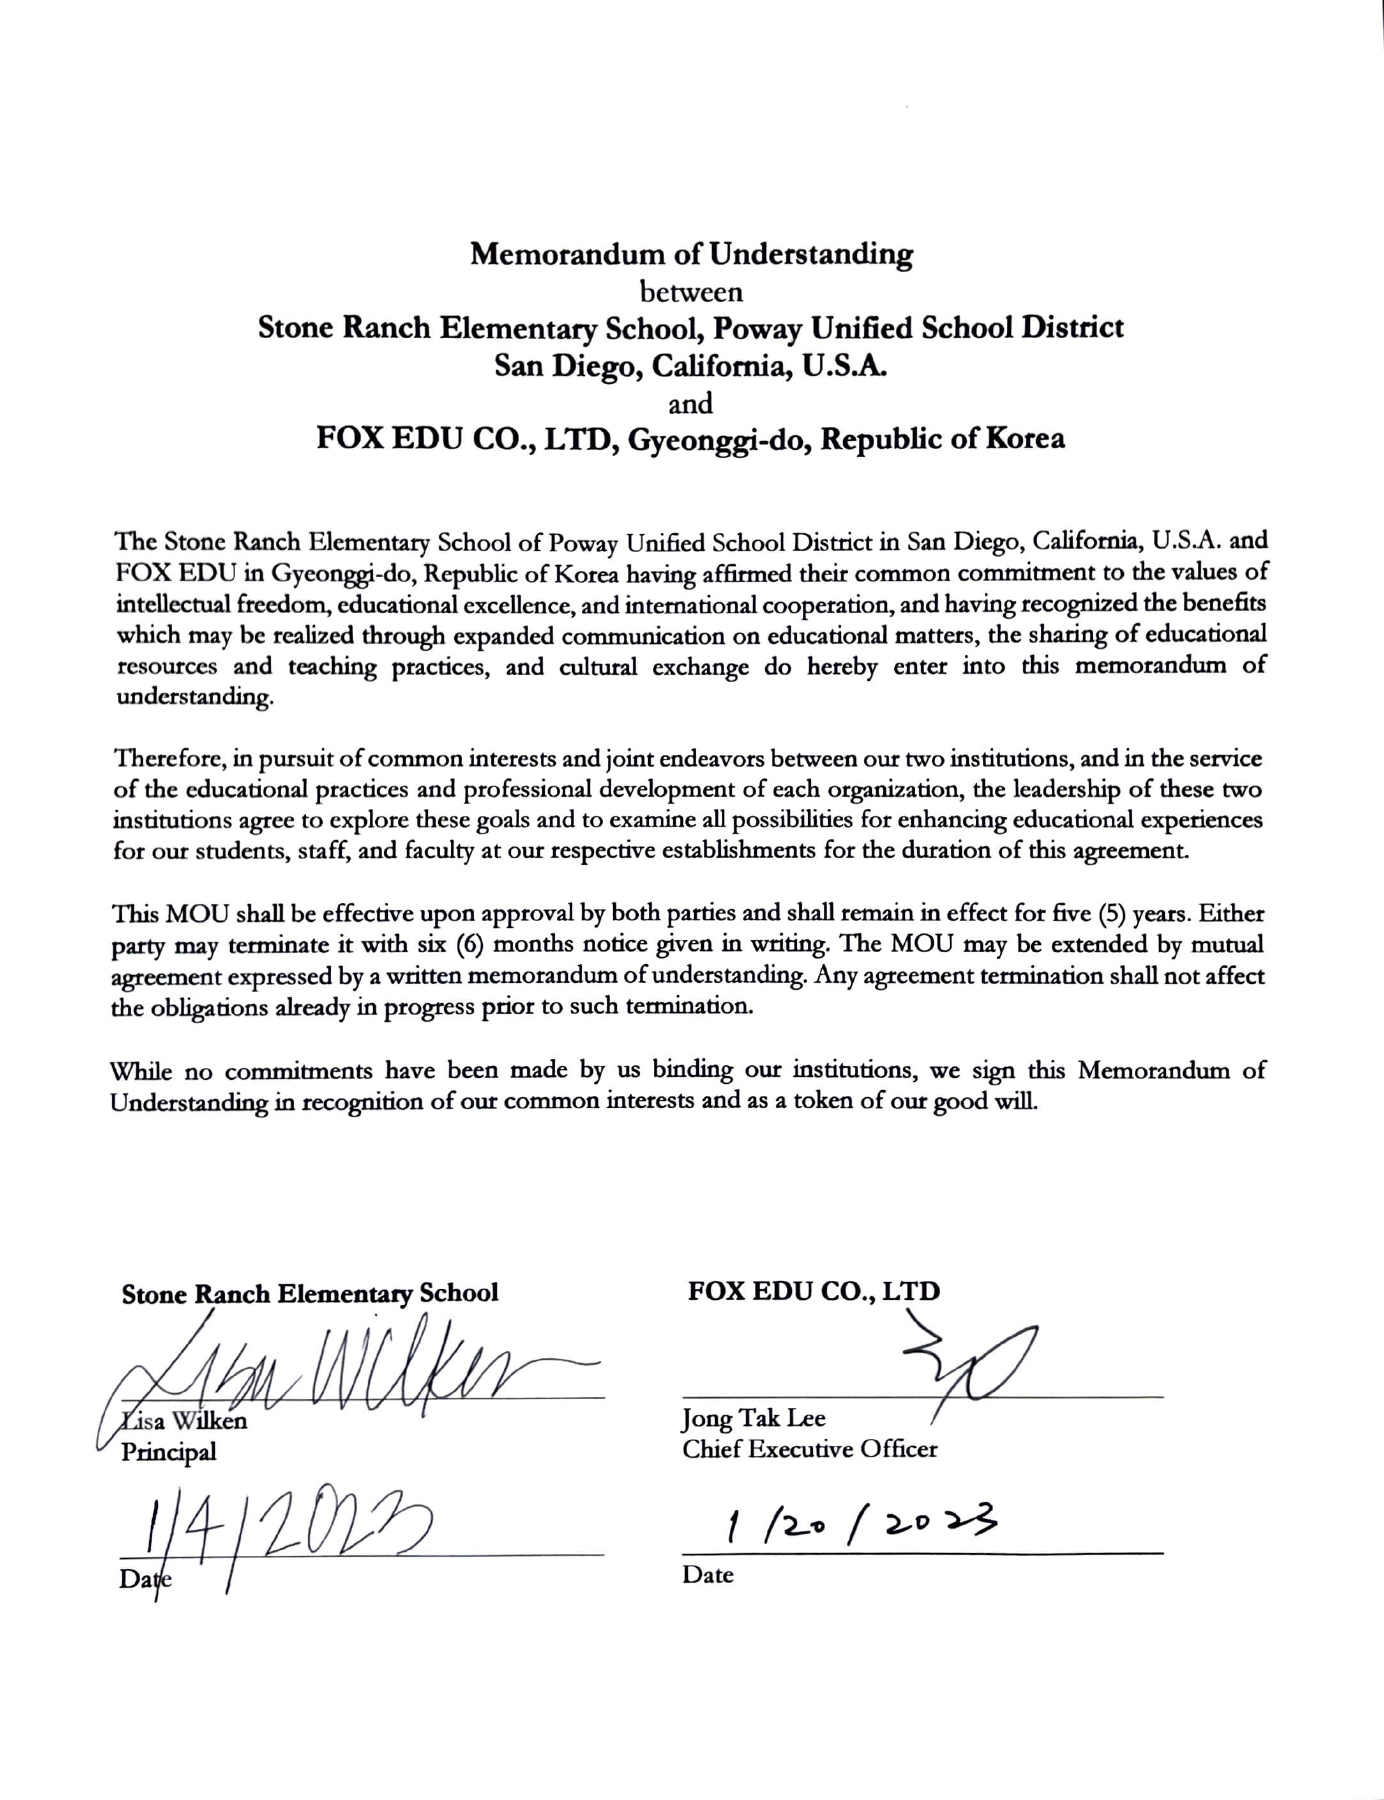 Memorandum of Understanding
between
Stone Ranch Elementary School, Poway Unified School District
San Diego, California, U.S.A.
and
FOX EDU CO., LTD, Gyeonggi-do, Republic of Korea
The Stone Ranch Elementary School of Poway Unified School District in San Diego, California, U.S.A. and
FOX EDU in Gyeonggi-do, Republic of Korea having affirmed their common commitment to the values of
intellectual freedom, educational excellence, and international cooperation, and having recognized the benefits
which may be realized through expanded communication on educational matters, the sharing of educational
resources and teaching practices, and cultural exchange do hereby enter into this memorandum of
understanding.
Therefore, in pursuit of common interests and joint endeavors between our two institutions, and in the service
of the educational practices and professional development of each organization, the leadership of these two
institutions agree to explore these goals and to examine all possibilities for enhancing educational experiences
for our students, staff, and faculty at our respective establishments for the duration of this agreement.
This MOU shall be effective upon approval by both parties and shall remain in effect for five (5) years. Either
party may terminate it with six (6) months notice given in writing. The MOU may be extended by mutual
agreement expressed by a written memorandum of understanding. Any agreement termination shall not affect
the obligations already in progress prior to such termination.
While no commitments have been made by us binding our institutions, we sign this Memorandum of
Understanding in recognition of our common interests and as a token of our good will.
Stone Ranch Elementary School
Lisa Wilken
Lisa Wilken
Principal
1/4/2023
Date
FOX EDU CO., LTD
Jong Tak Lee
Chief Executive Officer
1/20/2023
Date